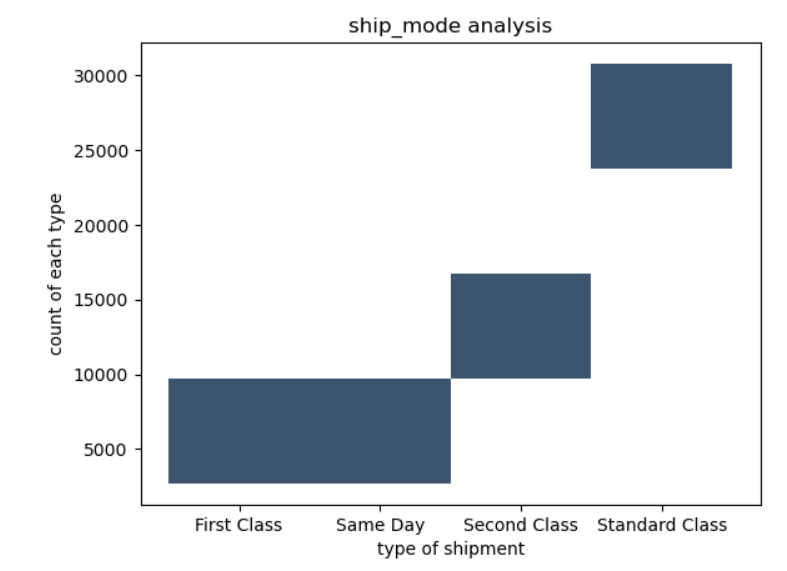 ship_mode analysis
count of each type
30000
25000
20000
15000
10000
5000
First Class Same Day Second Class Standard Class
type of shipment